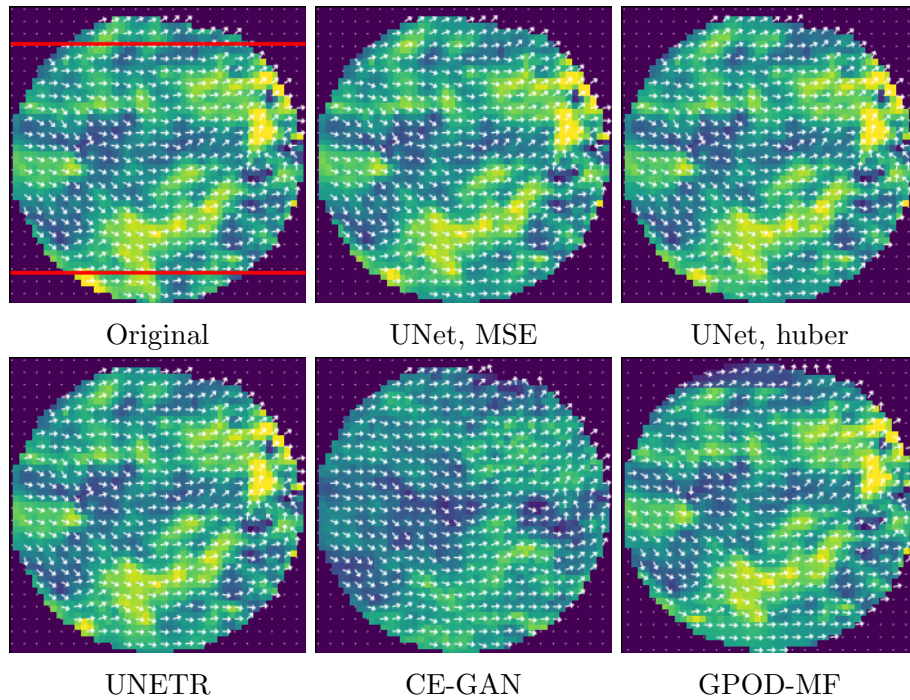 Original
UNet, MSE
UNet, huber
UNETR
CE-GAN
GPOD-MF